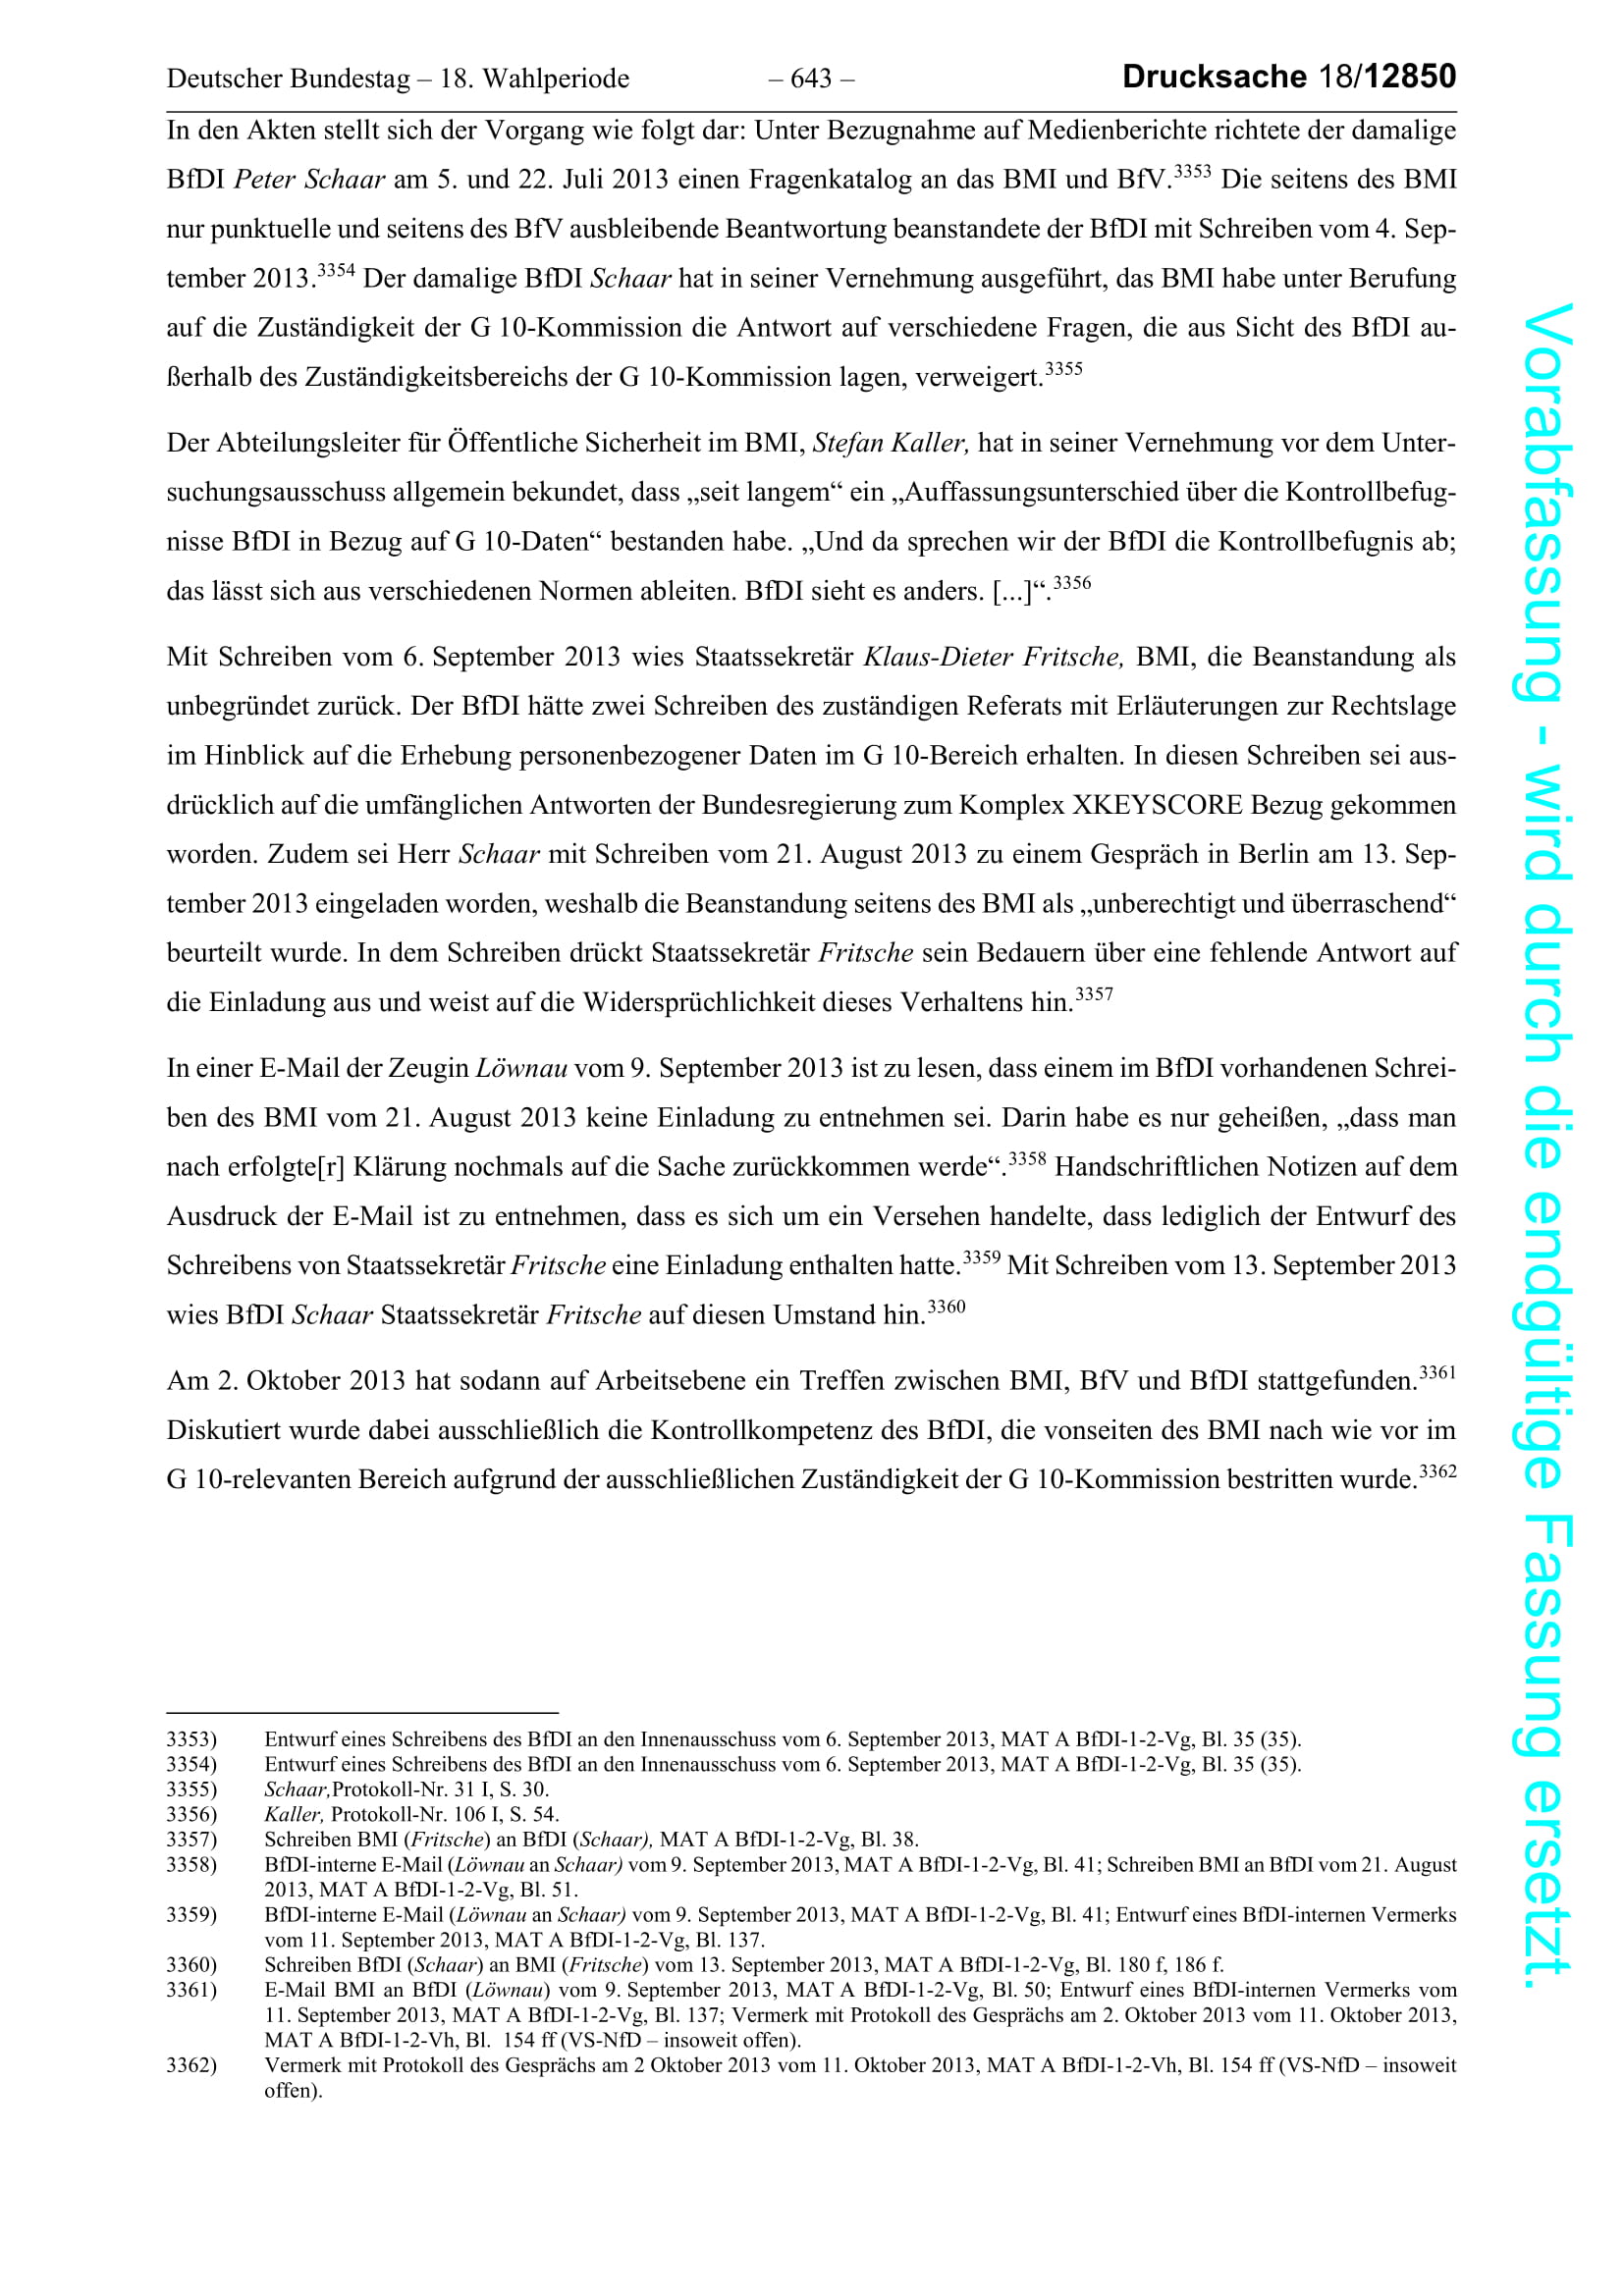 Deutscher Bundestag – 18. Wahlperiode – 643 – Drucksache 18/12850
In den Akten stellt sich der Vorgang wie folgt dar: Unter Bezugnahme auf Medienberichte richtete der damalige
BfDI Peter Schaar am 5. und 22. Juli 2013 einen Fragenkatalog an das BMI und BfV.3353 Die seitens des BMI
nur punktuelle und seitens des BfV ausbleibende Beantwortung beanstandete der BfDI mit Schreiben vom 4. Sep-
tember 2013.3354 Der damalige BfDI Schaar hat in seiner Vernehmung ausgeführt, das BMI habe unter Berufung
auf die Zuständigkeit der G 10-Kommission die Antwort auf verschiedene Fragen, die aus Sicht des BfDI au-
ßerhalb des Zuständigkeitsbereichs der G 10-Kommission lagen, verweigert.3355
Der Abteilungsleiter für Öffentliche Sicherheit im BMI, Stefan Kaller, hat in seiner Vernehmung vor dem Unter-
suchungsausschuss allgemein bekundet, dass „seit langem“ ein „Auffassungsunterschied über die Kontrollbefug-
nisse BfDI in Bezug auf G 10-Daten“ bestanden habe. „Und da sprechen wir der BfDI die Kontrollbefugnis ab;
das lässt sich aus verschiedenen Normen ableiten. BfDI sieht es anders. [...]“.3356
Mit Schreiben vom 6. September 2013 wies Staatssekretär Klaus-Dieter Fritsche, BMI, die Beanstandung als
unbegründet zurück. Der BfDI hätte zwei Schreiben des zuständigen Referats mit Erläuterungen zur Rechtslage
im Hinblick auf die Erhebung personenbezogener Daten im G 10-Bereich erhalten. In diesen Schreiben sei aus-
drücklich auf die umfänglichen Antworten der Bundesregierung zum Komplex XKEYSCORE Bezug gekommen
worden. Zudem sei Herr Schaar mit Schreiben vom 21. August 2013 zu einem Gespräch in Berlin am 13. Sep-
tember 2013 eingeladen worden, weshalb die Beanstandung seitens des BMI als „unberechtigt und überraschend“
beurteilt wurde. In dem Schreiben drückt Staatssekretär Fritsche sein Bedauern über eine fehlende Antwort auf
die Einladung aus und weist auf die Widersprüchlichkeit dieses Verhaltens hin.3357
In einer E-Mail der Zeugin Löwnau vom 9. September 2013 ist zu lesen, dass einem im BfDI vorhandenen Schrei-
ben des BMI vom 21. August 2013 keine Einladung zu entnehmen sei. Darin habe es nur geheißen, „dass man
nach erfolgte[r] Klärung nochmals auf die Sache zurückkommen werde“.3358 Handschriftlichen Notizen auf dem
Ausdruck der E-Mail ist zu entnehmen, dass es sich um ein Versehen handelte, dass lediglich der Entwurf des
Schreibens von Staatssekretär Fritsche eine Einladung enthalten hatte.3359 Mit Schreiben vom 13. September 2013
wies BfDI Schaar Staatssekretär Fritsche auf diesen Umstand hin.3360
Am 2. Oktober 2013 hat sodann auf Arbeitsebene ein Treffen zwischen BMI, BfV und BfDI stattgefunden.3361
Diskutiert wurde dabei ausschließlich die Kontrollkompetenz des BfDI, die vonseiten des BMI nach wie vor im
G 10-relevanten Bereich aufgrund der ausschließlichen Zuständigkeit der G 10-Kommission bestritten wurde.3362
3353) Entwurf eines Schreibens des BfDI an den Innenausschuss vom 6. September 2013, MAT A BfDI-1-2-Vg, Bl. 35 (35).
3354) Entwurf eines Schreibens des BfDI an den Innenausschuss vom 6. September 2013, MAT A BfDI-1-2-Vg, Bl. 35 (35).
3355) Schaar,Protokoll-Nr. 31 I, S. 30.
3356) Kaller, Protokoll-Nr. 106 I, S. 54.
3357) Schreiben BMI (Fritsche) an BfDI (Schaar), MAT A BfDI-1-2-Vg, Bl. 38.
3358) BfDI-interne E-Mail (Löwnau an Schaar) vom 9. September 2013, MAT A BfDI-1-2-Vg, Bl. 41; Schreiben BMI an BfDI vom 21. August
2013, MAT A BfDI-1-2-Vg, Bl. 51.
3359) BfDI-interne E-Mail (Löwnau an Schaar) vom 9. September 2013, MAT A BfDI-1-2-Vg, Bl. 41; Entwurf eines BfDI-internen Vermerks
vom 11. September 2013, MAT A BfDI-1-2-Vg, Bl. 137.
3360) Schreiben BfDI (Schaar) an BMI (Fritsche) vom 13. September 2013, MAT A BfDI-1-2-Vg, Bl. 180 f, 186 f.
3361) E-Mail BMI an BfDI (Löwnau) vom 9. September 2013, MAT A BfDI-1-2-Vg, Bl. 50; Entwurf eines BfDI-internen Vermerks vom
11. September 2013, MAT A BfDI-1-2-Vg, Bl. 137; Vermerk mit Protokoll des Gesprächs am 2. Oktober 2013 vom 11. Oktober 2013,
MAT A BfDI-1-2-Vh, Bl. 154 ff (VS-NfD – insoweit offen).
3362) Vermerk mit Protokoll des Gesprächs am 2 Oktober 2013 vom 11. Oktober 2013, MAT A BfDI-1-2-Vh, Bl. 154 ff (VS-NfD – insoweit
offen).
Vorabfassung - wird durch die endgültige Fassung ersetzt.